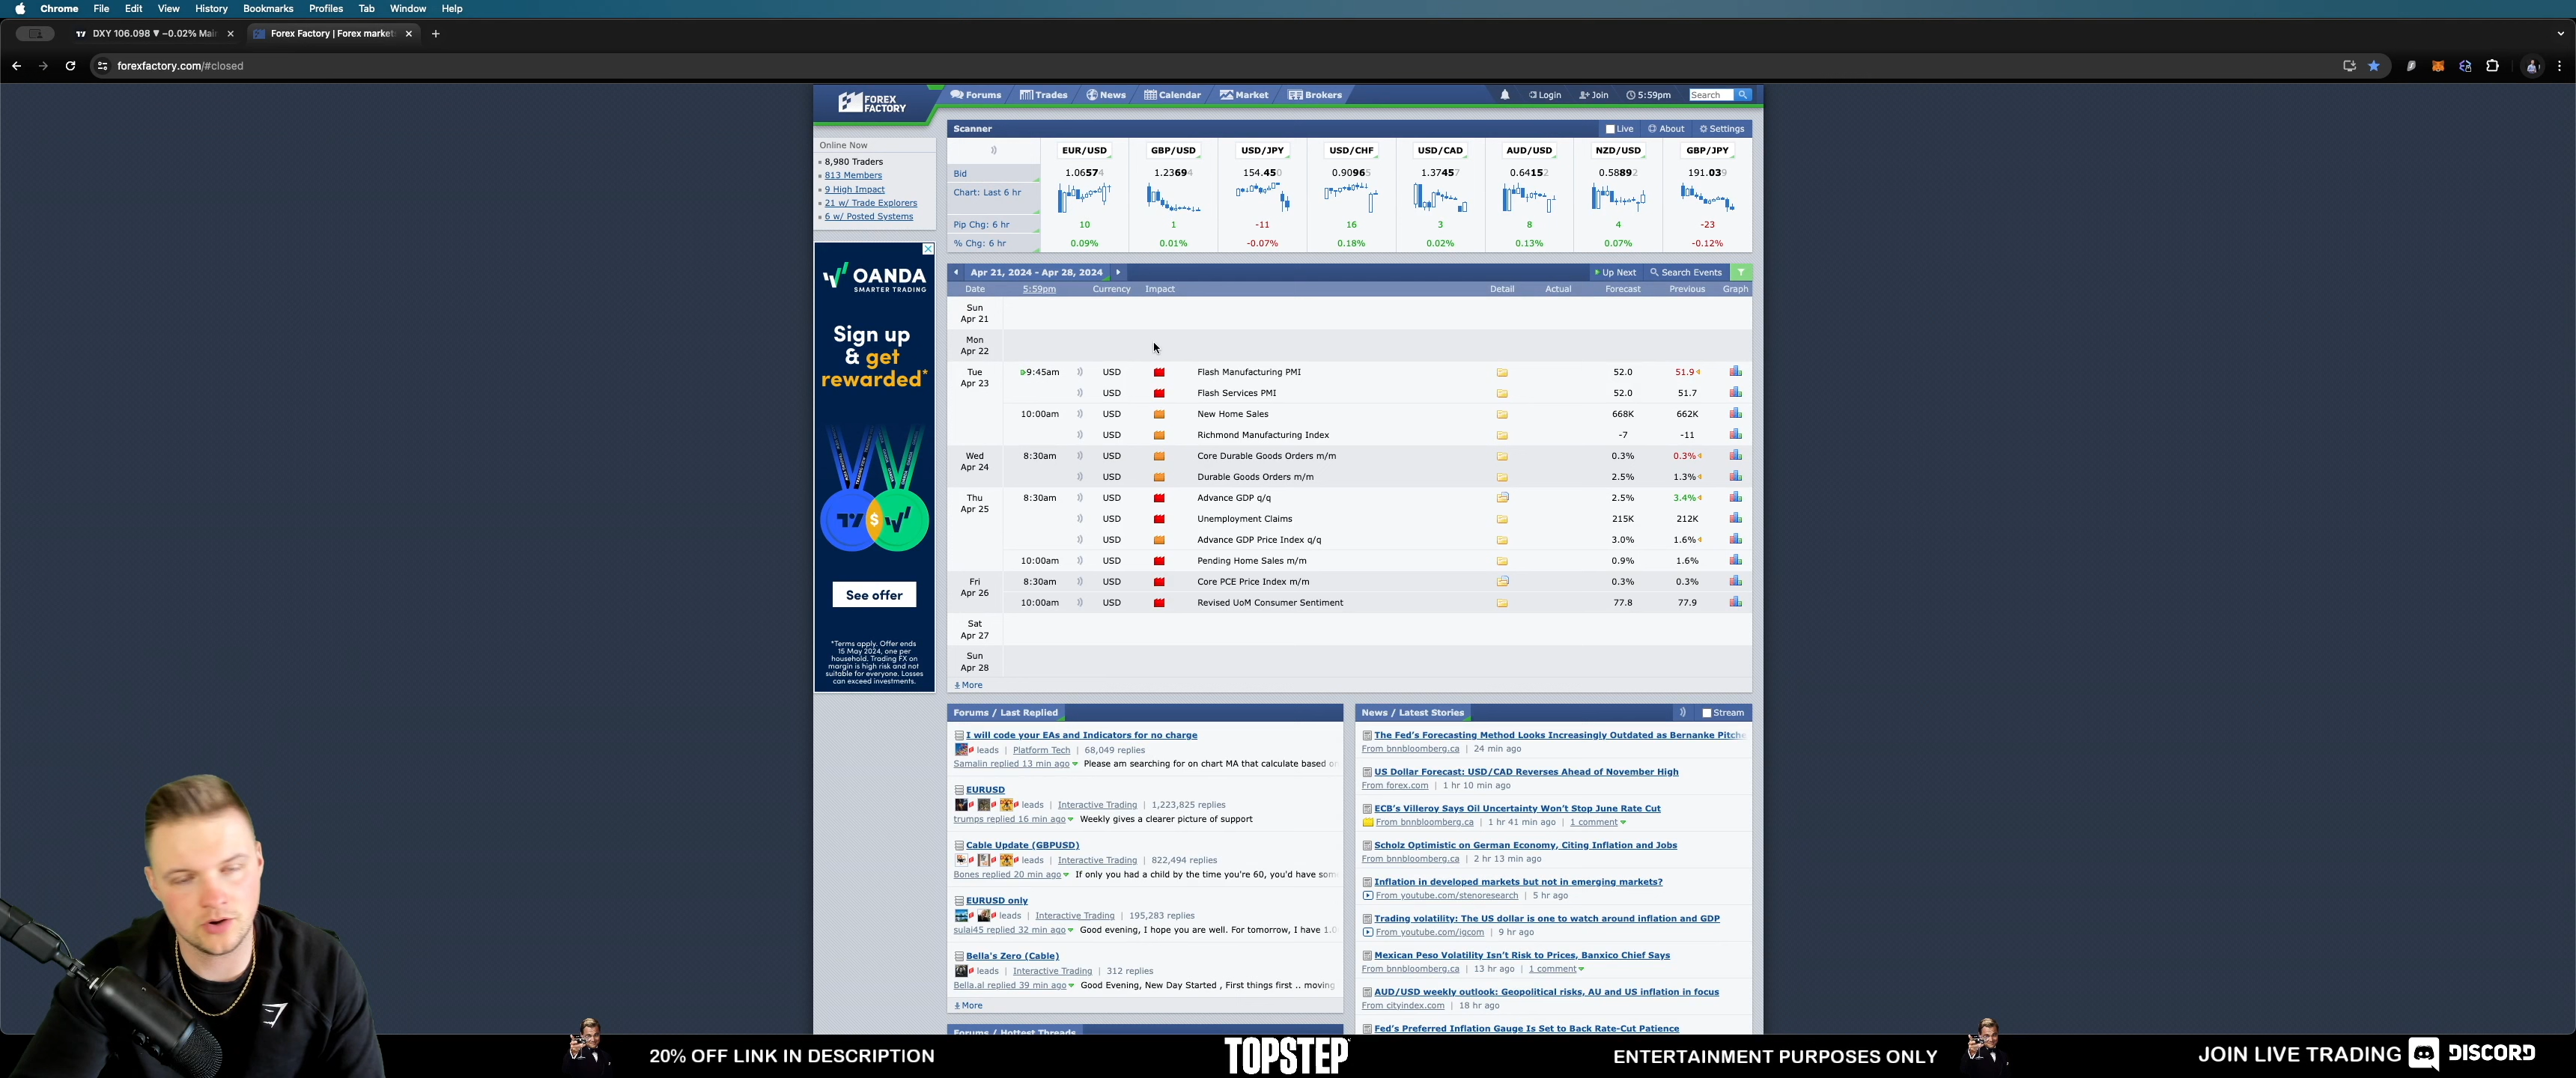 Chrome File Edit View History Bookmarks Profiles Tab Window Help
DXY 106.098 ▼ −0.02% Mai
Forex Factory | Forex market
forexfactory.com/#closed
FOREX FACTORY
Forums Trades News Calendar Market Brokers
Login Join 5:59pm Search
Online Now
8,980 Traders
813 Members
9 High Impact
21 w/ Trade Explorers
6 w/ Posted Systems
OANDA
SMARTER TRADING
Sign up
& get
rewarded*
See offer
*Terms apply. Offer ends
15 May 2024, one per
household. Trading FX on
margin is high risk and not
suitable for everyone. Losses
can exceed investments.
Scanner Live About Settings
EUR/USD GBP/USD USD/JPY USD/CHF USD/CAD AUD/USD NZD/USD GBP/JPY
Bid 1.06574 1.23694 154.450 0.90965 1.37457 0.64152 0.58892 191.039
Chart: Last 6 hr
Pip Chg: 6 hr 10 1 -11 16 3 8 4 -23
% Chg: 6 hr 0.09% 0.01% -0.07% 0.18% 0.02% 0.13% 0.07% -0.12%
Apr 21, 2024 - Apr 28, 2024 Up Next Search Events
Date 5:59pm Currency Impact Detail Actual Forecast Previous Graph
Sun
Apr 21
Mon
Apr 22
Tue
Apr 23
9:45am USD Flash Manufacturing PMI 52.0 51.9
USD Flash Services PMI 52.0 51.7
10:00am USD New Home Sales 668K 662K
USD Richmond Manufacturing Index -7 -11
Wed
Apr 24
8:30am USD Core Durable Goods Orders m/m 0.3% 0.3%
USD Durable Goods Orders m/m 2.5% 1.3%
Thu
Apr 25
8:30am USD Advance GDP q/q 2.5% 3.4%
USD Unemployment Claims 215K 212K
USD Advance GDP Price Index q/q 3.0% 1.6%
10:00am USD Pending Home Sales m/m 0.9% 1.6%
Fri
Apr 26
8:30am USD Core PCE Price Index m/m 0.3% 0.3%
10:00am USD Revised UoM Consumer Sentiment 77.8 77.9
Sat
Apr 27
Sun
Apr 28
More
Forums / Last Replied
I will code your EAs and Indicators for no charge
leads | Platform Tech | 68,049 replies
Samalin replied 13 min ago Please am searching for on chart MA that calculate based on
EURUSD
leads | Interactive Trading | 1,223,825 replies
trumps replied 16 min ago Weekly gives a clearer picture of support
Cable Update (GBPUSD)
leads | Interactive Trading | 822,494 replies
Bones replied 20 min ago If only you had a child by the time you're 60, you'd have som
EURUSD only
leads | Interactive Trading | 195,283 replies
sulai45 replied 32 min ago Good evening, I hope you are well. For tomorrow, I have 1.0
Bella's Zero (Cable)
leads | Interactive Trading | 312 replies
Bella.al replied 39 min ago Good Evening, New Day Started , First things first .. moving
More
Forums / Hottest Threads
News / Latest Stories Stream
The Fed's Forecasting Method Looks Increasingly Outdated as Bernanke Pitche
From bnnbloomberg.ca | 24 min ago
US Dollar Forecast: USD/CAD Reverses Ahead of November High
From forex.com | 1 hr 10 min ago
ECB's Villeroy Says Oil Uncertainty Won't Stop June Rate Cut
From bnnbloomberg.ca | 1 hr 41 min ago | 1 comment
Scholz Optimistic on German Economy, Citing Inflation and Jobs
From bnnbloomberg.ca | 2 hr 13 min ago
Inflation in developed markets but not in emerging markets?
From youtube.com/stenoresearch | 5 hr ago
Trading volatility: The US dollar is one to watch around inflation and GDP
From youtube.com/igcom | 9 hr ago
Mexican Peso Volatility Isn't Risk to Prices, Banxico Chief Says
From bnnbloomberg.ca | 13 hr ago | 1 comment
AUD/USD weekly outlook: Geopolitical risks, AU and US inflation in focus
From cityindex.com | 18 hr ago
Fed's Preferred Inflation Gauge Is Set to Back Rate-Cut Patience
20% OFF LINK IN DESCRIPTION
TOPSTEP
ENTERTAINMENT PURPOSES ONLY
JOIN LIVE TRADING DISCORD